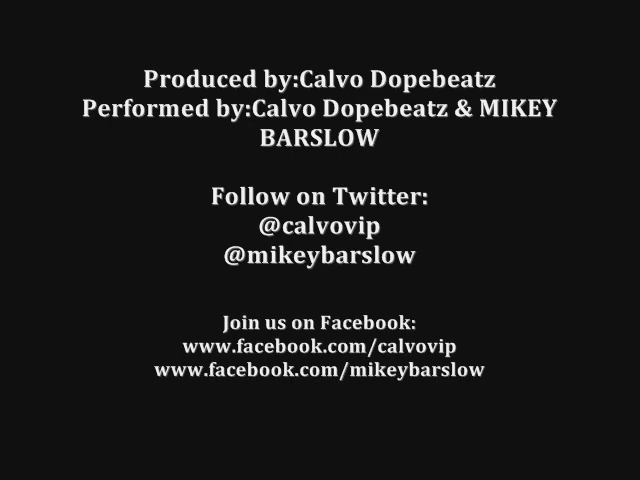 Produced by:Calvo Dopebeatz
Performed by:Calvo Dopebeatz & MIKEY
BARSLOW
Follow on Twitter:
@calvovip
@mikeybarslow
Join us on Facebook:
www.facebook.com/calvovip
www.facebook.com/mikeybarslow